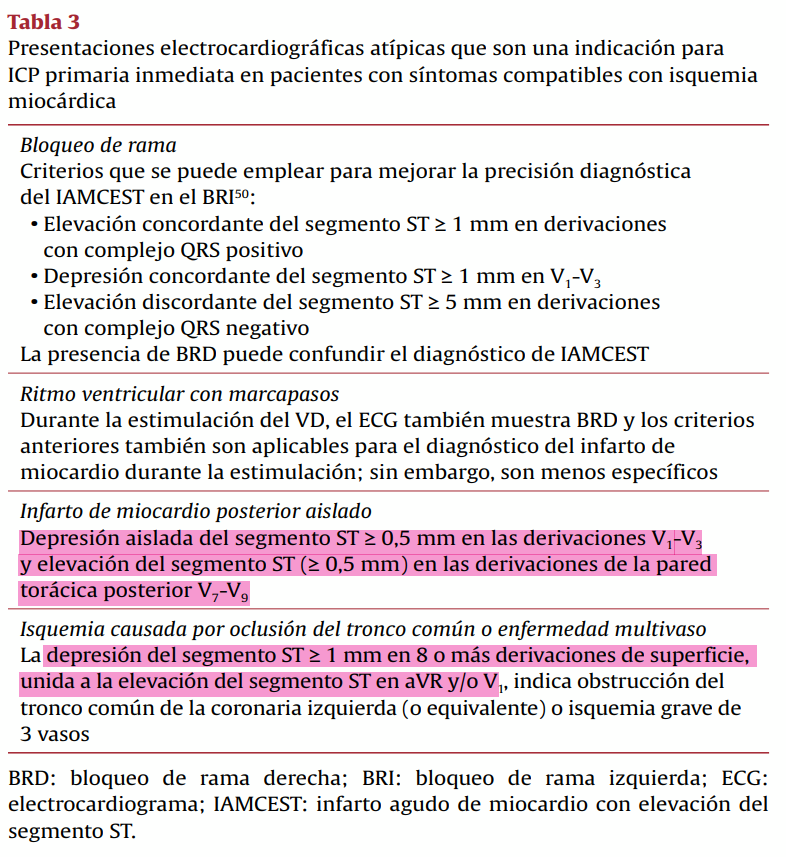 Tabla 3
Presentaciones electrocardiográficas atípicas que son una indicación para
ICP primaria inmediata en pacientes con síntomas compatibles con isquemia
miocárdica
Bloqueo de rama
Criterios que se puede emplear para mejorar la precisión diagnóstica
del IAMCEST en el BRI⁵⁰:
• Elevación concordante del segmento ST ≥ 1 mm en derivaciones
con complejo QRS positivo
• Depresión concordante del segmento ST ≥ 1 mm en V₁-V₃
• Elevación discordante del segmento ST ≥ 5 mm en derivaciones
con complejo QRS negativo
La presencia de BRD puede confundir el diagnóstico de IAMCEST
Ritmo ventricular con marcapasos
Durante la estimulación del VD, el ECG también muestra BRD y los criterios
anteriores también son aplicables para el diagnóstico del infarto de
miocardio durante la estimulación; sin embargo, son menos específicos
Infarto de miocardio posterior aislado
Depresión aislada del segmento ST ≥ 0,5 mm en las derivaciones V₁-V₃
y elevación del segmento ST (≥ 0,5 mm) en las derivaciones de la pared
torácica posterior V₇-V₉
Isquemia causada por oclusión del tronco común o enfermedad multivaso
La depresión del segmento ST ≥ 1 mm en 8 o más derivaciones de superficie,
unida a la elevación del segmento ST en aVR y/o V₁, indica obstrucción del
tronco común de la coronaria izquierda (o equivalente) o isquemia grave de
3 vasos
BRD: bloqueo de rama derecha; BRI: bloqueo de rama izquierda; ECG:
electrocardiograma; IAMCEST: infarto agudo de miocardio con elevación del
segmento ST.